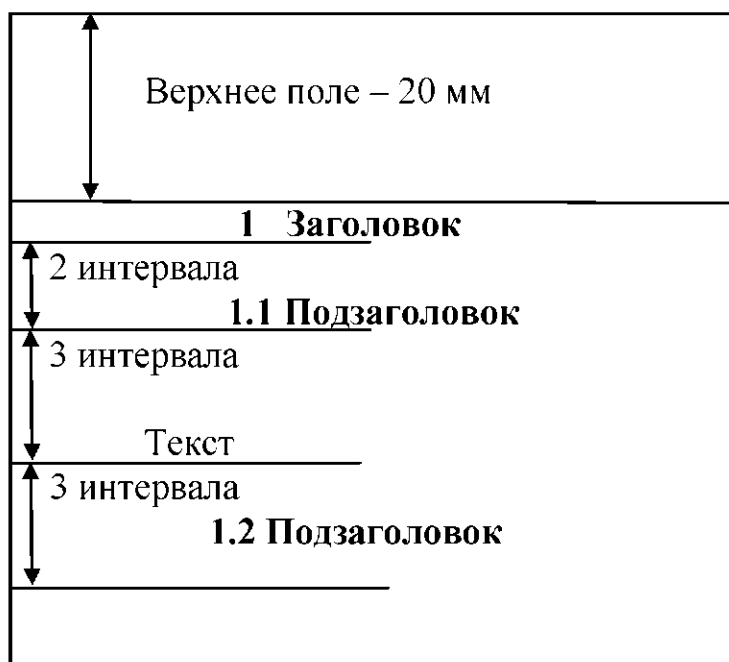 Верхнее поле – 20 мм
1 Заголовок
2 интервала
1.1 Подзаголовок
3 интервала
Текст
3 интервала
1.2 Подзаголовок